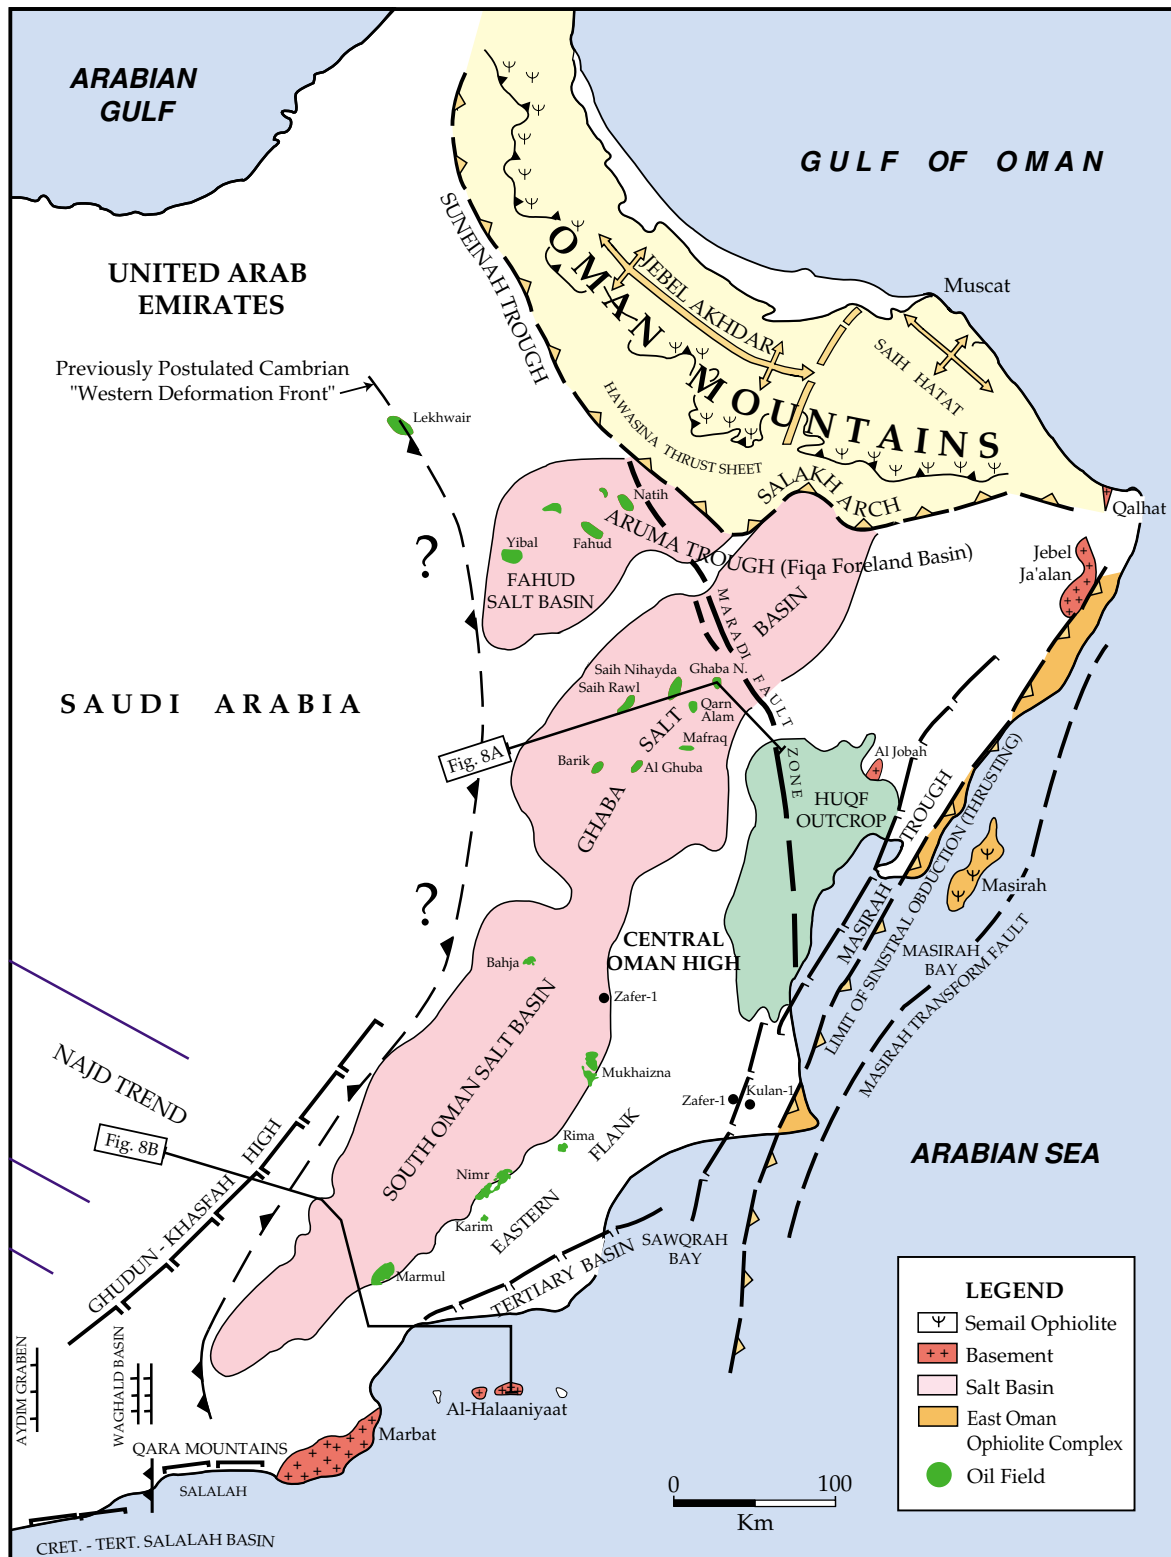 ARABIAN
GULF
GULF OF OMAN
SUNEINAH TROUGH
OMAN MOUNTAINS
JEBEL AKHDAR
Muscat
SAIH HATAT
UNITED ARAB
EMIRATES
Previously Postulated Cambrian
"Western Deformation Front"
Lekhwair
HAWASINA THRUST SHEET
SALAKH
ARCH
Qalhat
Natih
ARUMA TROUGH (Fiqa Foreland Basin)
Yibal
Fahud
?
FAHUD
SALT BASIN
Jebel
Ja'alan
MARADI FAULT ZONE
GHABA SALT BASIN
Saih Nihayda
Ghaba N.
Saih Rawl
Qarn
Alam
Mafraq
Barik
Al Ghuba
SAUDI ARABIA
Fig. 8A
Al Jobah
HUQF
OUTCROP
MASIRAH TROUGH
LIMIT OF SINISTRAL OBDUCTION (THRUSTING)
Masirah
?
CENTRAL
OMAN HIGH
MASIRAH
BAY
MASIRAH TRANSFORM FAULT
Bahja
Zafer-1
SOUTH OMAN SALT BASIN
NAJD TREND
Mukhaizna
Zafer-1
Kulan-1
Fig. 8B
GHUDUN - KHASFAH HIGH
Rima
EASTERN FLANK
Nimr
Karim
ARABIAN SEA
SAWQRAH
BAY
TERTIARY BASIN
Marmul
AYDIM GRABEN
WAGHALD BASIN
Al-Halaaniyaat
Marbat
QARA MOUNTAINS
SALALAH
CRET. - TERT. SALALAH BASIN
0 100
Km
LEGEND
Semail Ophiolite
Basement
Salt Basin
East Oman
Ophiolite Complex
Oil Field